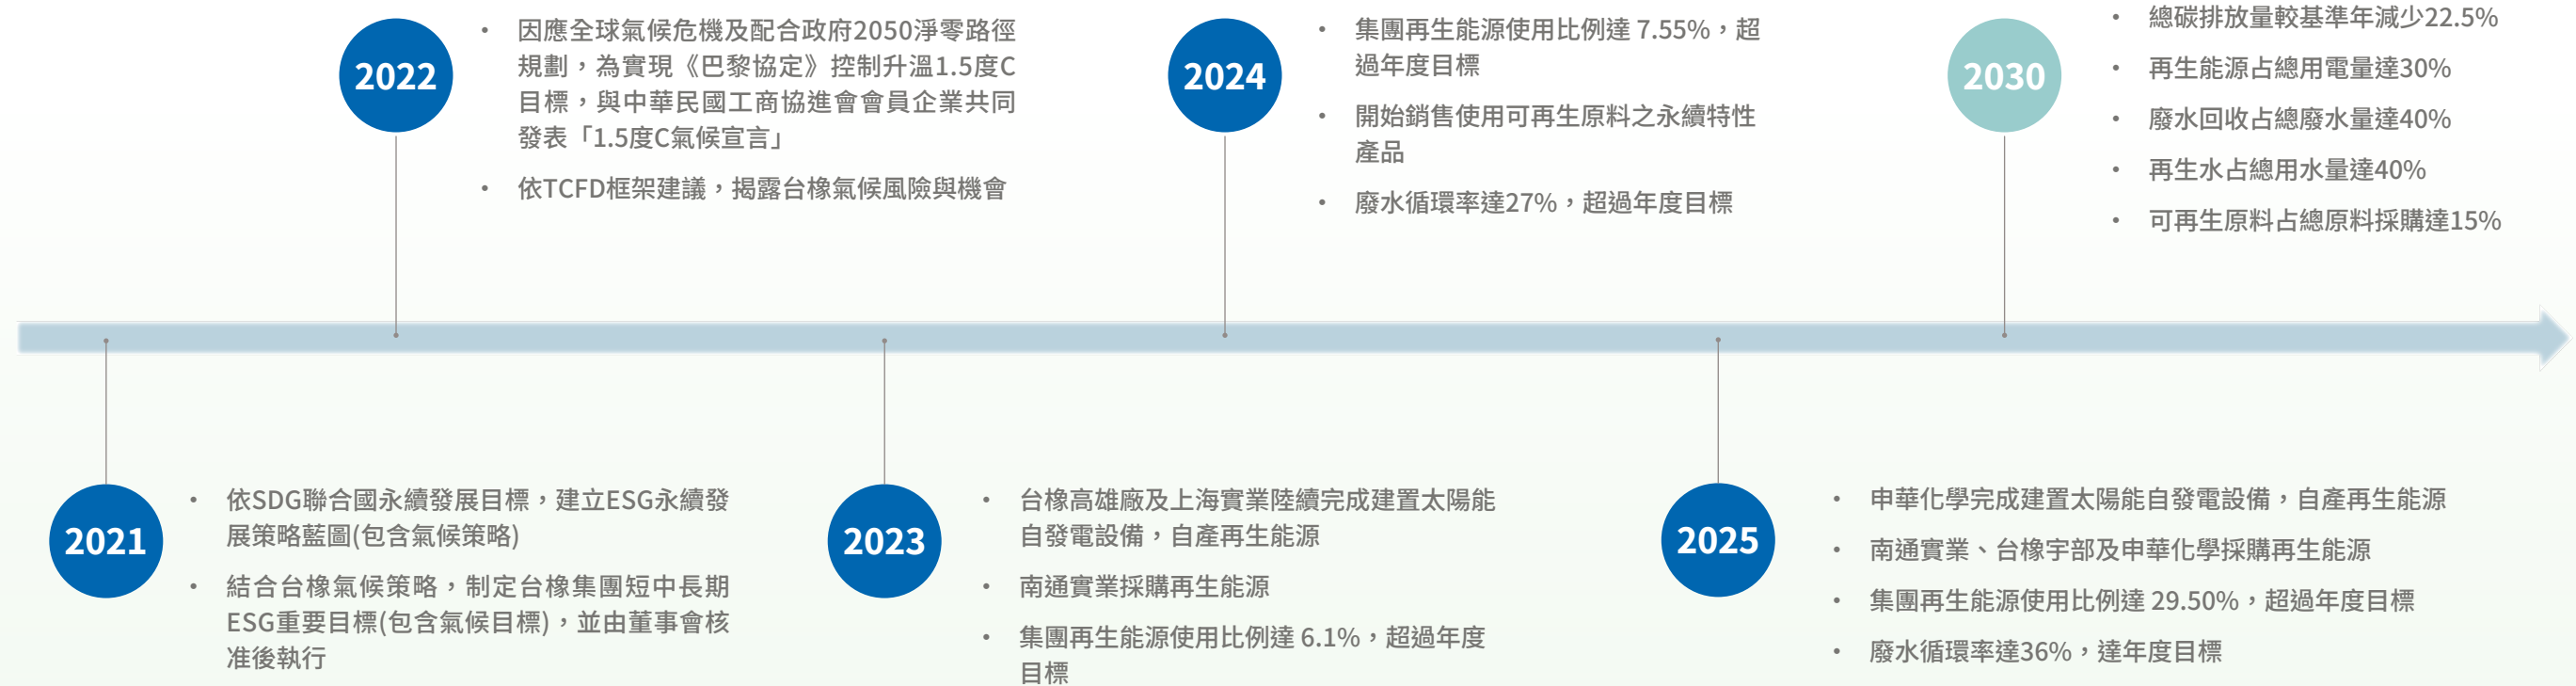 2021
• 依SDG聯合國永續發展目標，建立ESG永續發
展策略藍圖(包含氣候策略)
• 結合台橡氣候策略，制定台橡集團短中長期
ESG重要目標(包含氣候目標)，並由董事會核
准後執行
2022
• 因應全球氣候危機及配合政府2050淨零路徑
規劃，為實現《巴黎協定》控制升溫1.5度C
目標，與中華民國工商協進會會員企業共同
發表「1.5度C氣候宣言」
• 依TCFD框架建議，揭露台橡氣候風險與機會
2023
• 台橡高雄廠及上海實業陸續完成建置太陽能
自發電設備，自產再生能源
• 南通實業採購再生能源
• 集團再生能源使用比例達 6.1%，超過年度
目標
2024
• 集團再生能源使用比例達 7.55%，超
過年度目標
• 開始銷售使用可再生原料之永續特性
產品
• 廢水循環率達27%，超過年度目標
2025
• 申華化學完成建置太陽能自發電設備，自產再生能源
• 南通實業、台橡宇部及申華化學採購再生能源
• 集團再生能源使用比例達 29.50%，超過年度目標
• 廢水循環率達36%，達年度目標
2030
• 總碳排放量較基準年減少22.5%
• 再生能源占總用電量達30%
• 廢水回收占總廢水量達40%
• 再生水占總用水量達40%
• 可再生原料占總原料採購達15%